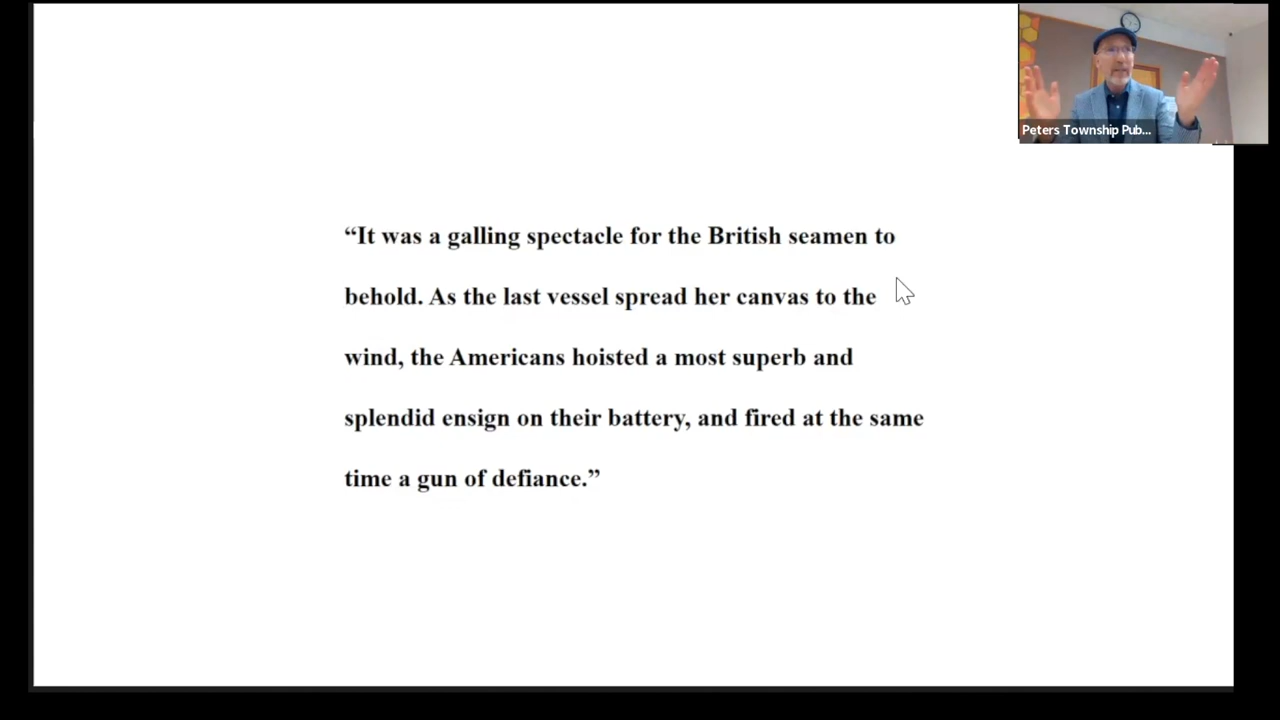 Peters Township Pub...
“It was a galling spectacle for the British seamen to
behold. As the last vessel spread her canvas to the
wind, the Americans hoisted a most superb and
splendid ensign on their battery, and fired at the same
time a gun of defiance.”